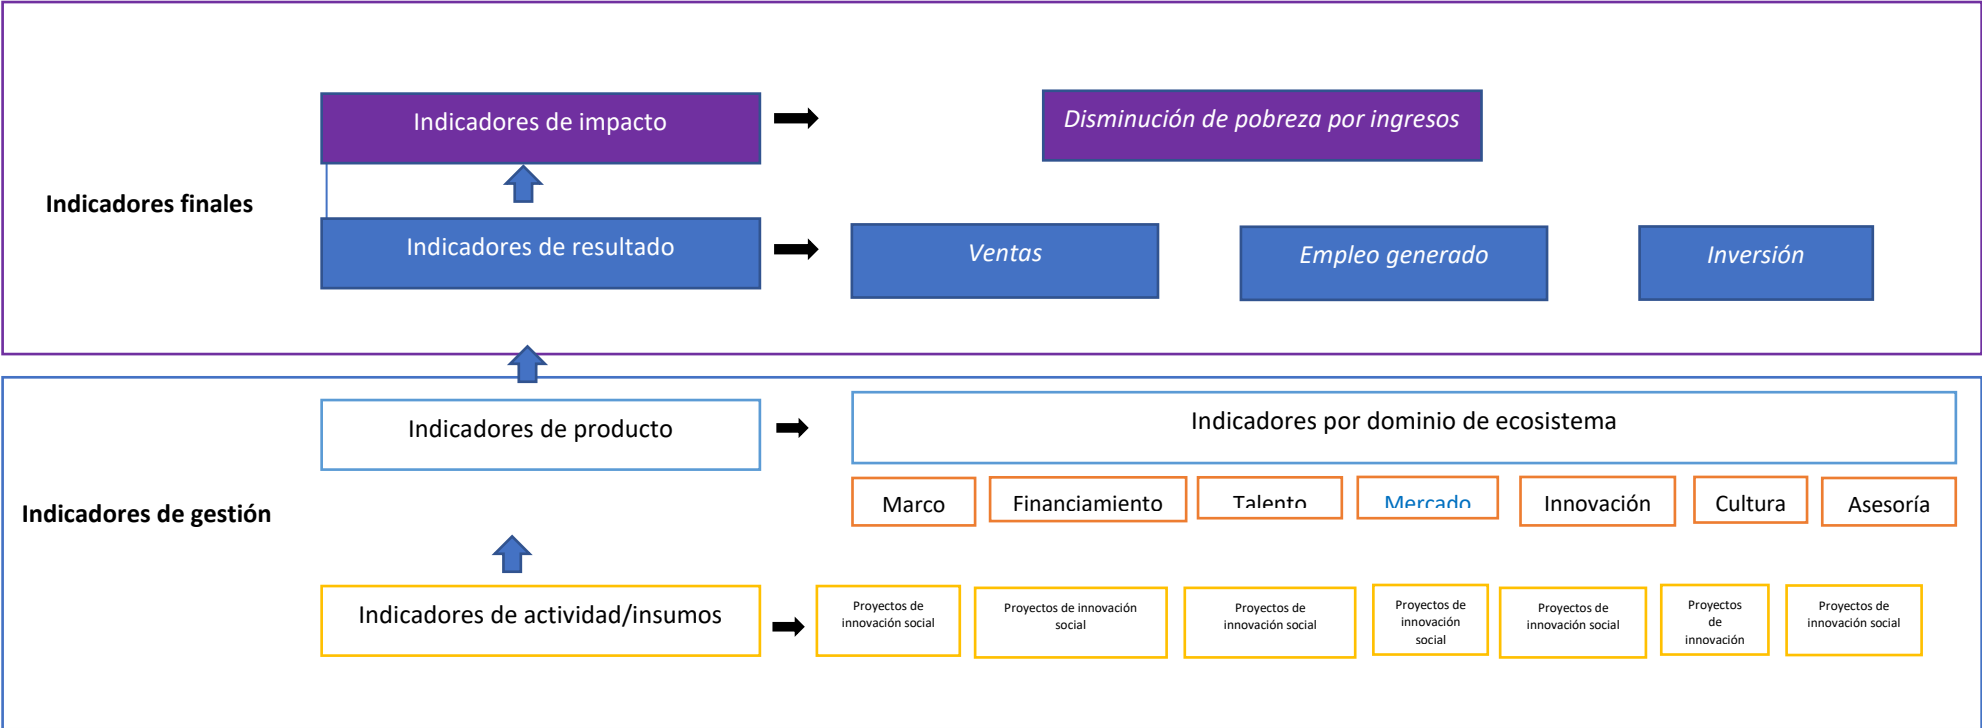 Indicadores finales
Indicadores de impacto
Disminución de pobreza por ingresos
Indicadores de resultado
Ventas
Empleo generado
Inversión
Indicadores de gestión
Indicadores de producto
Indicadores por dominio de ecosistema
Marco
Financiamiento
Talento
Mercado
Innovación
Cultura
Asesoría
Indicadores de actividad/insumos
Proyectos de
innovación social
Proyectos de innovación
social
Proyectos de
innovación social
Proyectos de
innovación
social
Proyectos de
innovación social
Proyectos
de
innovación
Proyectos de
innovación social